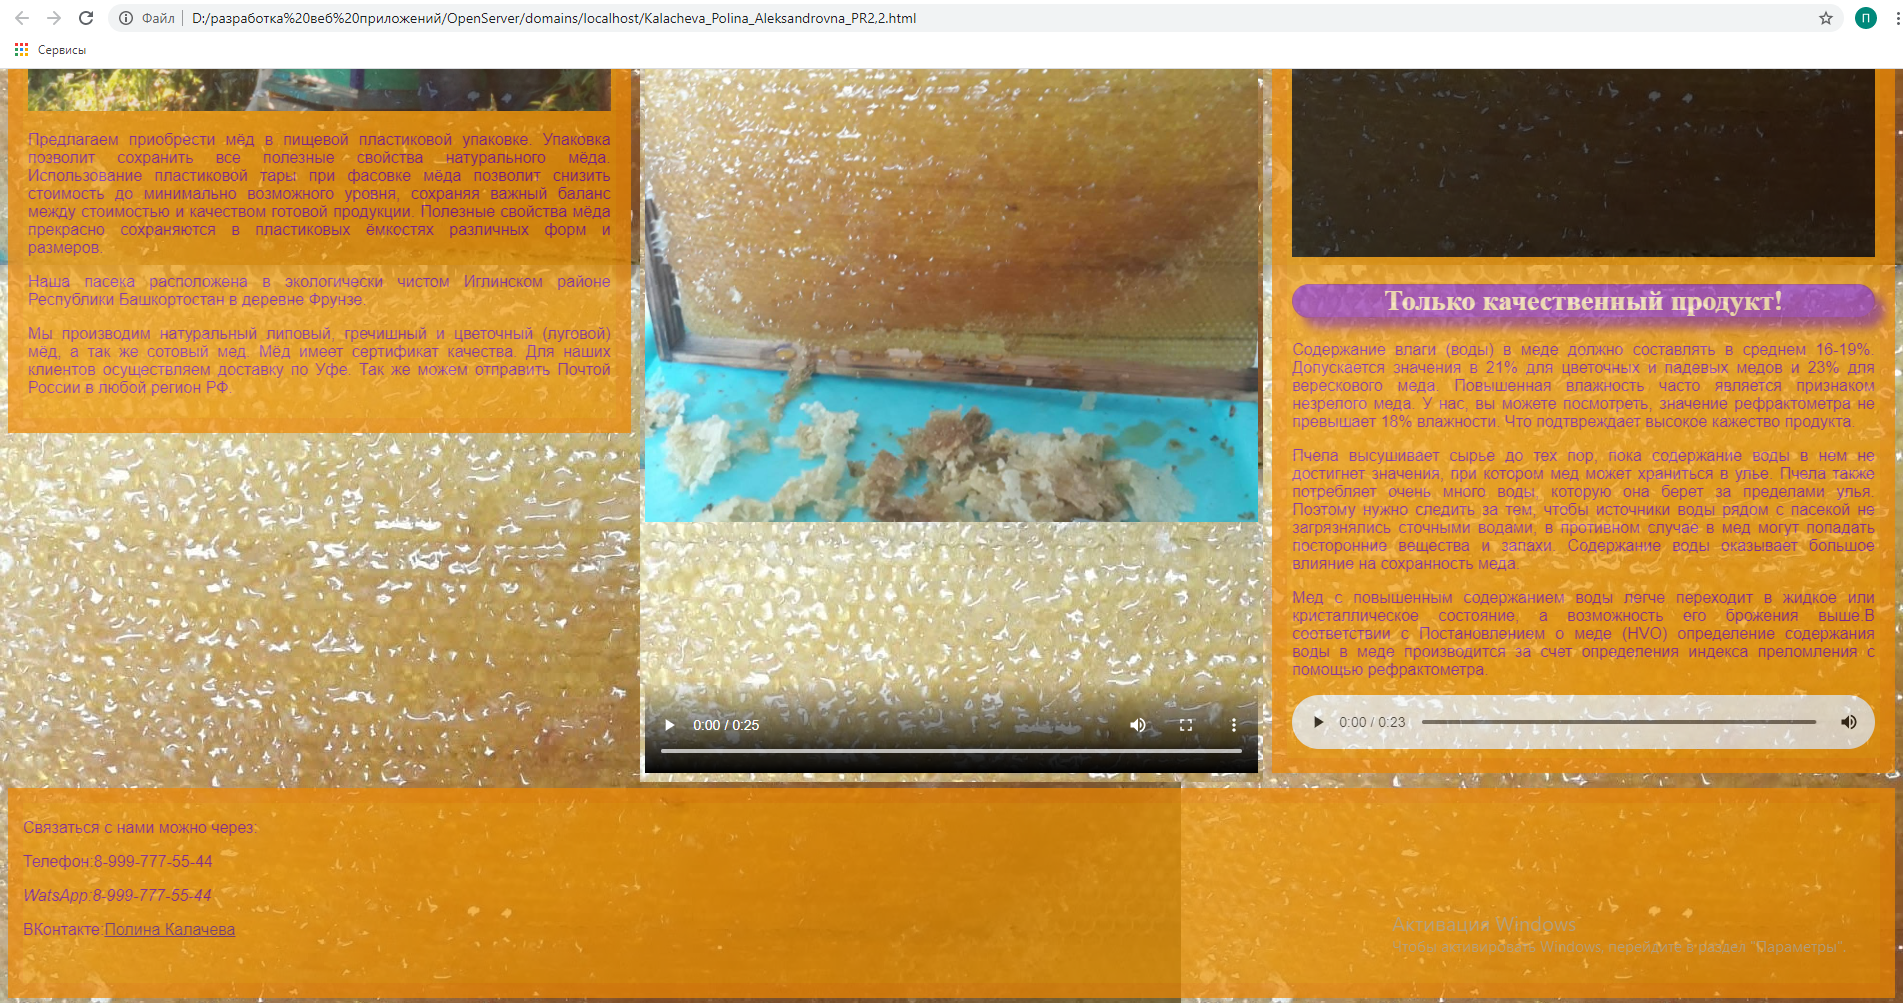 Файл
D:/разработка%20веб%20приложений/OpenServer/domains/localhost/Kalacheva_Polina_Aleksandrovna_PR2,2.html
П
Сервисы
Предлагаем приобрести мёд в пищевой пластиковой упаковке. Упаковка
позволит сохранить все полезные свойства натурального мёда.
Использование пластиковой тары при фасовке мёда позволит снизить
стоимость до минимально возможного уровня, сохраняя важный баланс
между стоимостью и качеством готовой продукции. Полезные свойства мёда
прекрасно сохраняются в пластиковых ёмкостях различных форм и
размеров.
Наша пасека расположена в экологически чистом Иглинском районе
Республики Башкортостан в деревне Фрунзе.
Мы производим натуральный липовый, гречишный и цветочный (луговой)
мёд, а так же сотовый мед. Мёд имеет сертификат качества. Для наших
клиентов осуществляем доставку по Уфе. Так же можем отправить Почтой
России в любой регион РФ.
0:00 / 0:25
Только качественный продукт!
Содержание влаги (воды) в меде должно составлять в среднем 16-19%.
Допускается значения в 21% для цветочных и падевых медов и 23% для
верескового меда. Повышенная влажность часто является признаком
незрелого меда. У нас, вы можете посмотреть, значение рефрактометра не
превышает 18% влажности. Что подтвреждает высокое кажество продукта.
Пчела высушивает сырье до тех пор, пока содержание воды в нем не
достигнет значения, при котором мед может храниться в улье. Пчела также
потребляет очень много воды, которую она берет за пределами улья.
Поэтому нужно следить за тем, чтобы источники воды рядом с пасекой не
загрязнялись сточными водами, в противном случае в мед могут попадать
посторонние вещества и запахи. Содержание воды оказывает большое
влияние на сохранность меда.
Мед с повышенным содержанием воды легче переходит в жидкое или
кристаллическое состояние, а возможность его брожения выше.В
соответствии с Постановлением о меде (HVO) определение содержания
воды в меде производится за счет определения индекса преломления с
помощью рефрактометра.
0:00 / 0:23
Связаться с нами можно через:
Телефон:8-999-777-55-44
WatsApp:8-999-777-55-44
ВКонтакте:Полина Калачева
Активация Windows
Чтобы активировать Windows, перейдите в раздел "Параметры".